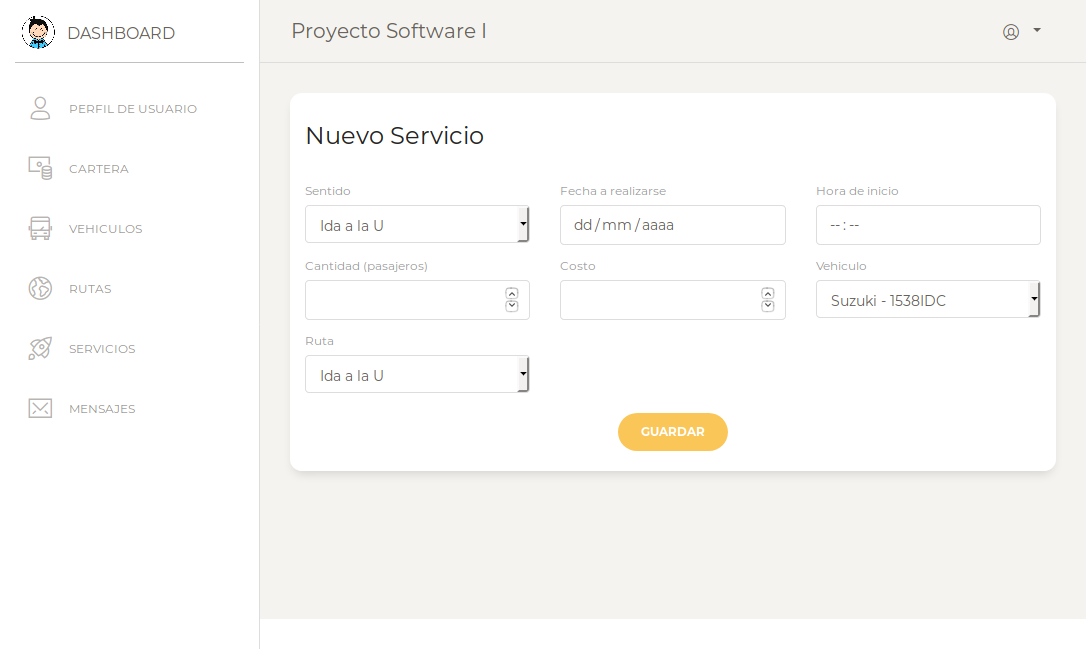 DASHBOARD
Proyecto Software I
PERFIL DE USUARIO
CARTERA
VEHICULOS
RUTAS
SERVICIOS
MENSAJES
Nuevo Servicio
Sentido
Fecha a realizarse
Hora de inicio
Ida a la U
dd/mm/aaaa
--:--
Cantidad (pasajeros)
Costo
Vehiculo
Suzuki - 1538IDC
Ruta
Ida a la U
GUARDAR